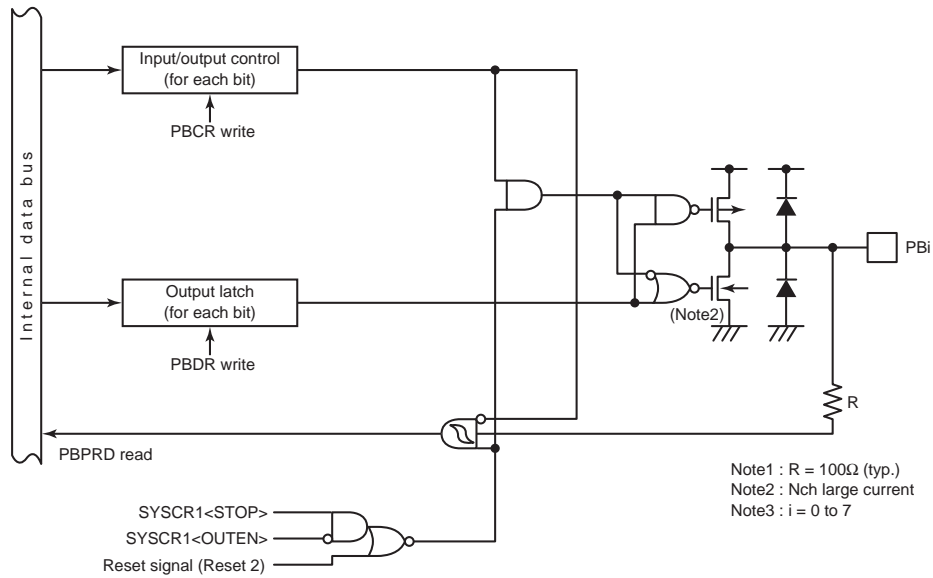 Internal data bus
Input/output control
(for each bit)
PBCR write
Output latch
(for each bit)
PBDR write
PBPRD read
PBi
(Note2)
R
Note1 : R = 100Ω (typ.)
Note2 : Nch large current
Note3 : i = 0 to 7
SYSCR1<STOP>
SYSCR1<OUTEN>
Reset signal (Reset 2)